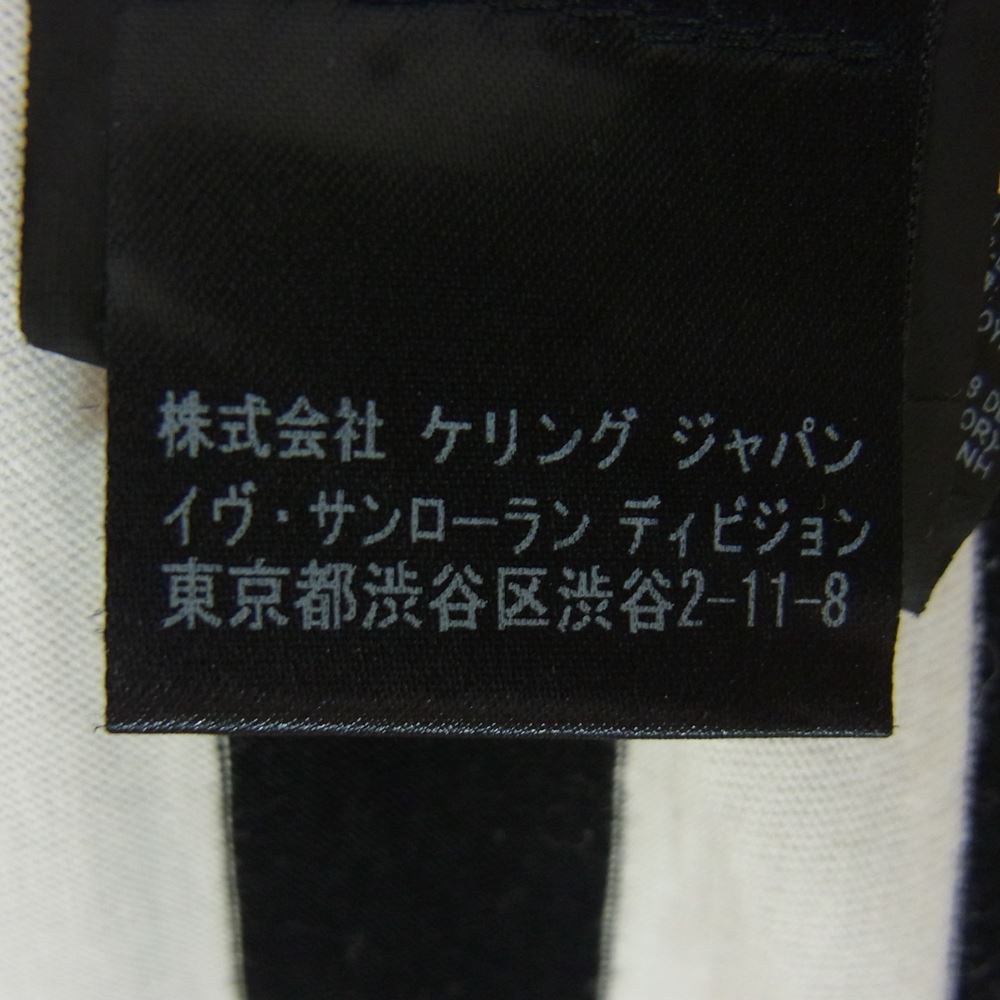 株式会社 ケリング ジャパン
イヴ・サンローラン ディビジョン
東京都渋谷区渋谷2-11-8